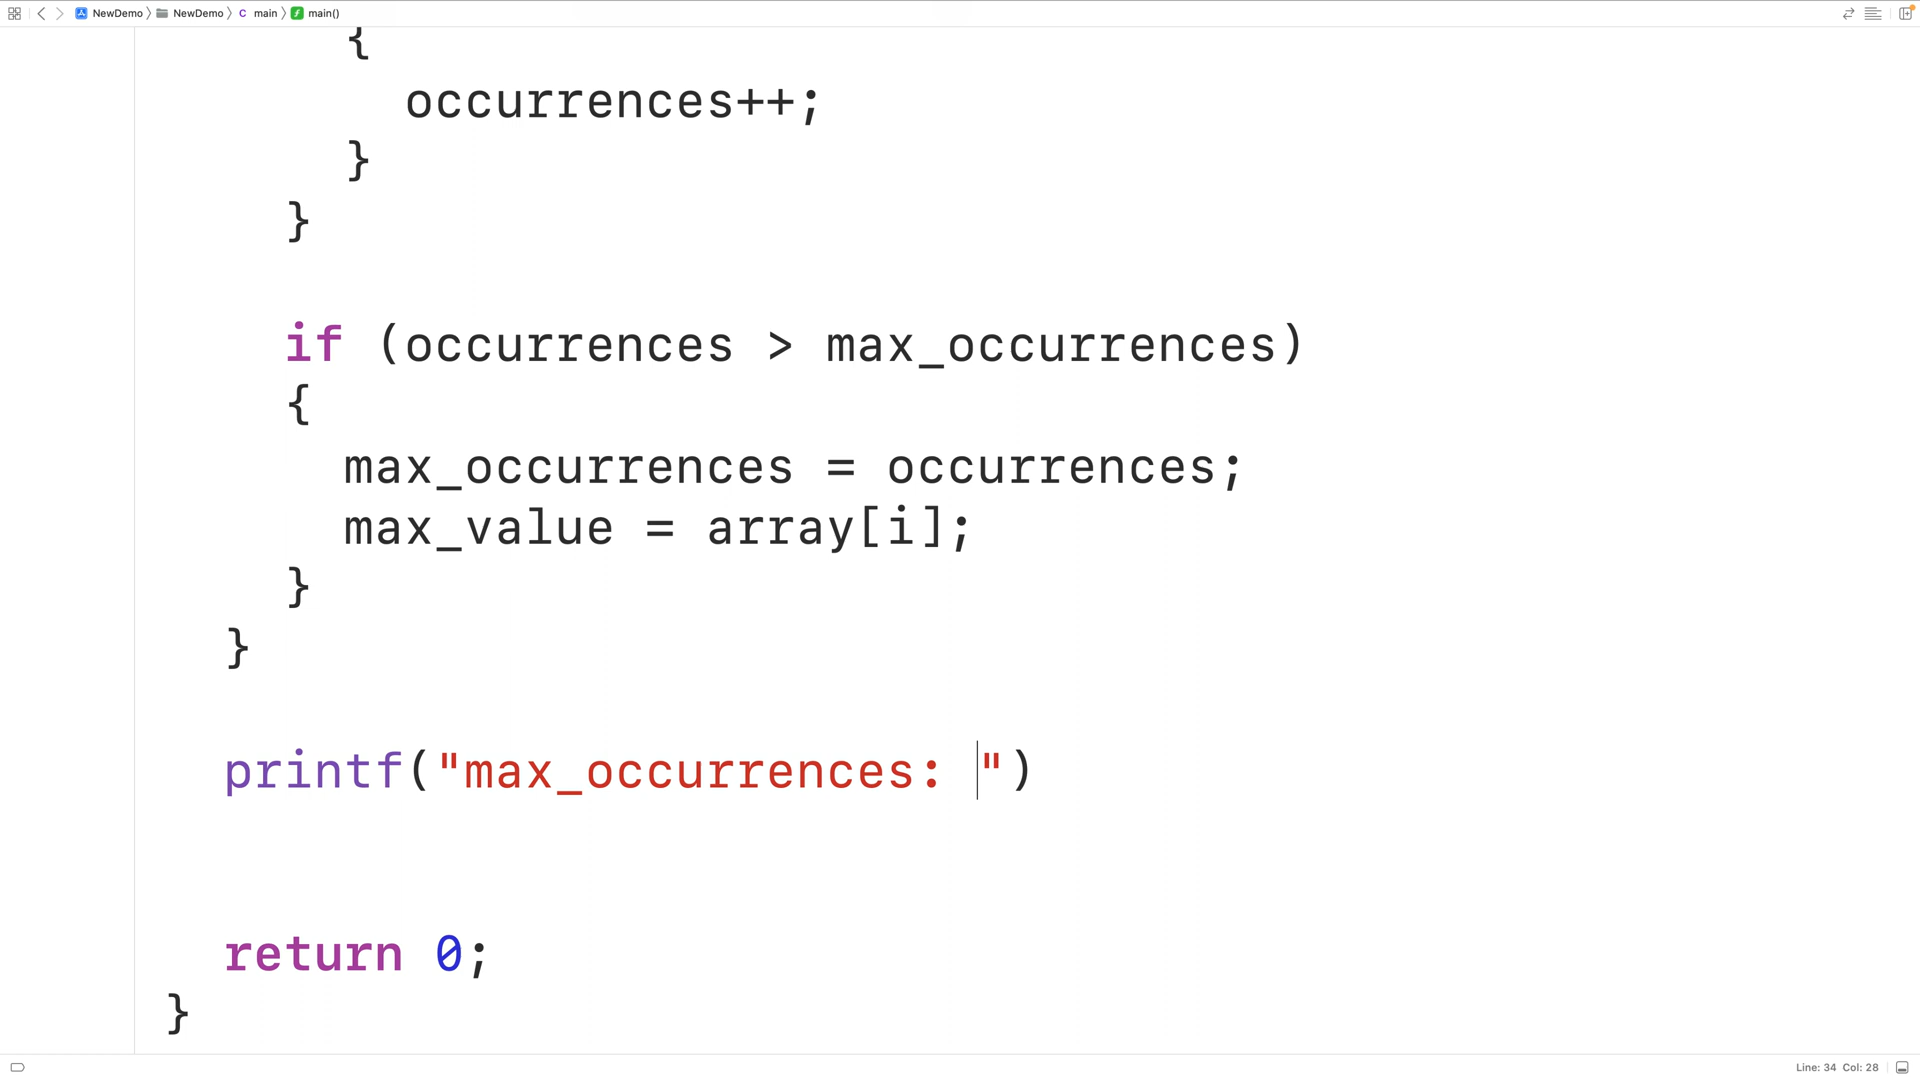 NewDemo NewDemo C main f main()
{
occurrences++;
}
}
if (occurrences > max_occurrences)
{
max_occurrences = occurrences;
max_value = array[i];
}
}
printf("max_occurrences: ")
return 0;
}
Line: 34 Col: 28